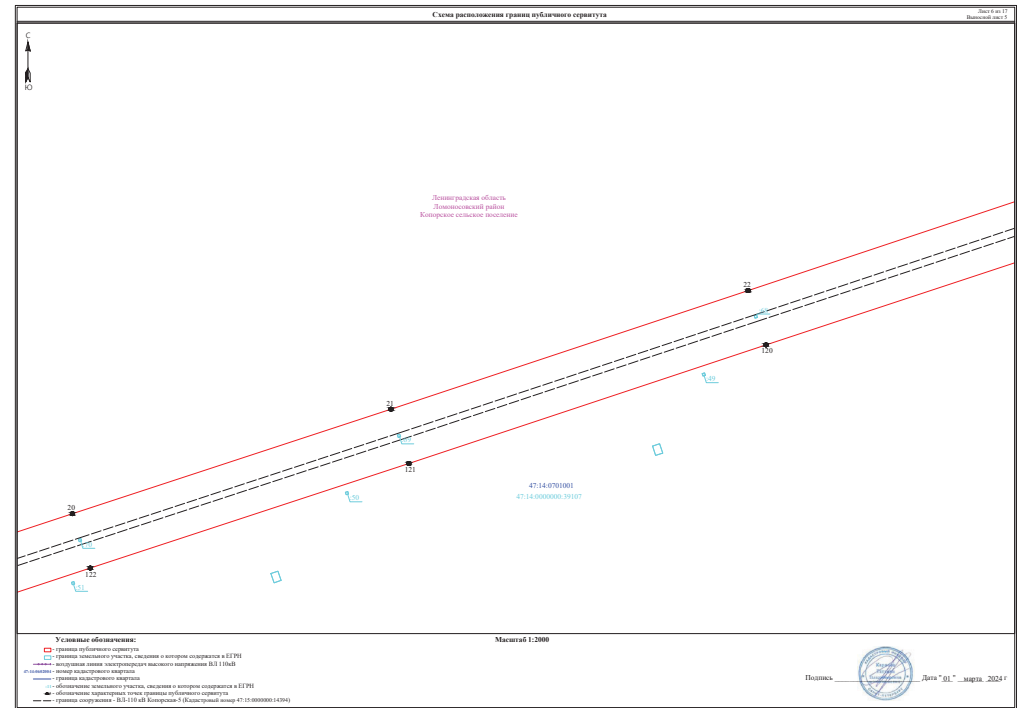 Схема расположения границ публичного сервитута
Лист 6 из 17
Выносной лист 5
С
Ю
Ленинградская область
Ломоносовский район
Копорское сельское поселение
22
120
:49
21
121
:50
47:14:0701001
47:14:0000000:39107
20
122
:51
Условные обозначения:
Масштаб 1:2000
- граница публичного сервитута
- граница земельного участка, сведения о котором содержатся в ЕГРН
- воздушная линия электропередач высокого напряжения ВЛ 110кВ
- номер кадастрового квартала
- граница кадастрового квартала
- обозначение земельного участка, сведения о котором содержатся в ЕГРН
- обозначение характерных точек границы публичного сервитута
- граница сооружения - ВЛ-110 кВ Копорская-5 (Кадастровый номер 47:15:0000000:14394)
Подпись Дата "01" марта 2024 г